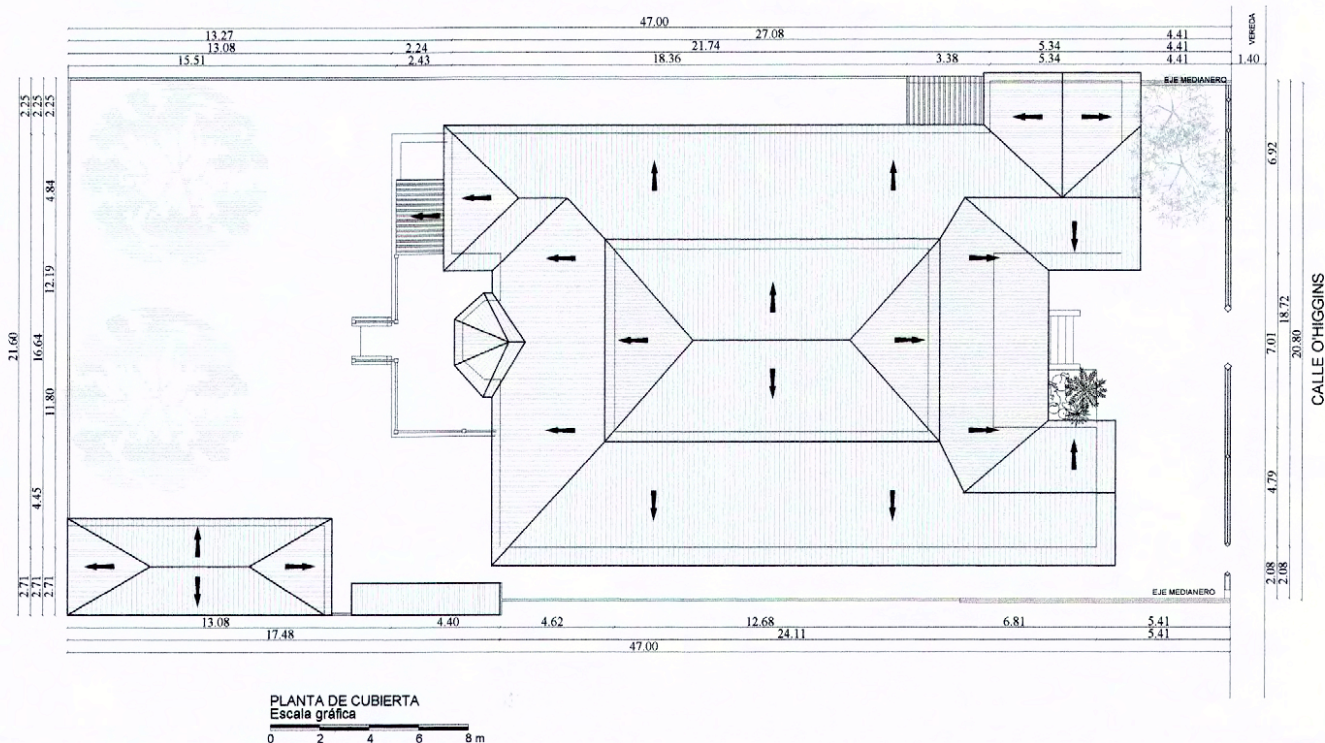 47.00
13.27 27.08
13.08 2.24 21.74 5.34 4.41
15.51 2.43 18.36 3.38 5.34 4.41 1.40
4.41
VEREDA
EJE MEDIANERO
2.25
2.25
2.25
4.84
12.19
21.60
16.64
11.80
4.45
2.71
2.71
2.71
6.92
18.72
7.01
20.80
4.79
2.08
2.08
CALLE O'HIGGINS
EJE MEDIANERO
13.08 4.40 4.62 12.68 6.81 5.41
17.48 24.11 5.41
47.00
PLANTA DE CUBIERTA
Escala gráfica
0 2 4 6 8 m